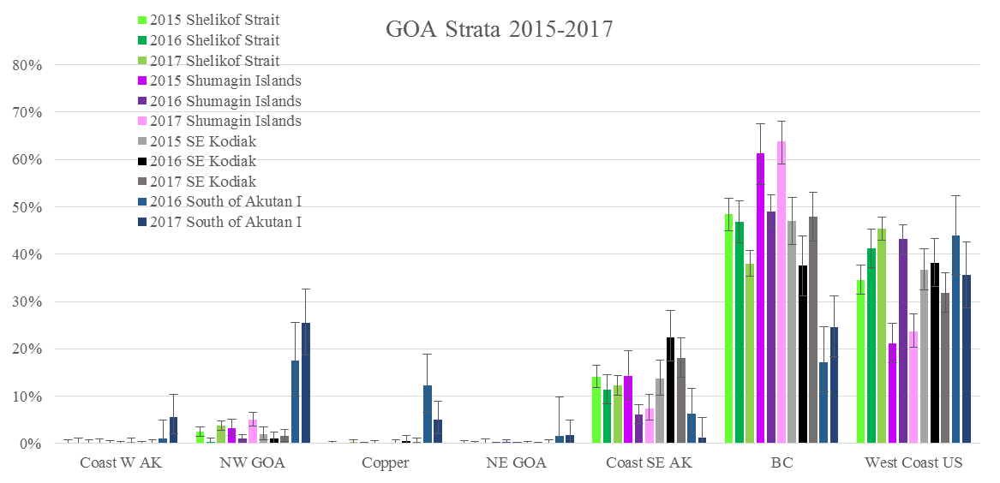 GOA Strata 2015-2017
2015 Shelikof Strait
2016 Shelikof Strait
2017 Shelikof Strait
2015 Shumagin Islands
2016 Shumagin Islands
2017 Shumagin Islands
2015 SE Kodiak
2016 SE Kodiak
2017 SE Kodiak
2016 South of Akutan I
2017 South of Akutan I
80%
70%
60%
50%
40%
30%
20%
10%
0%
Coast W AK NW GOA Copper NE GOA Coast SE AK BC West Coast US